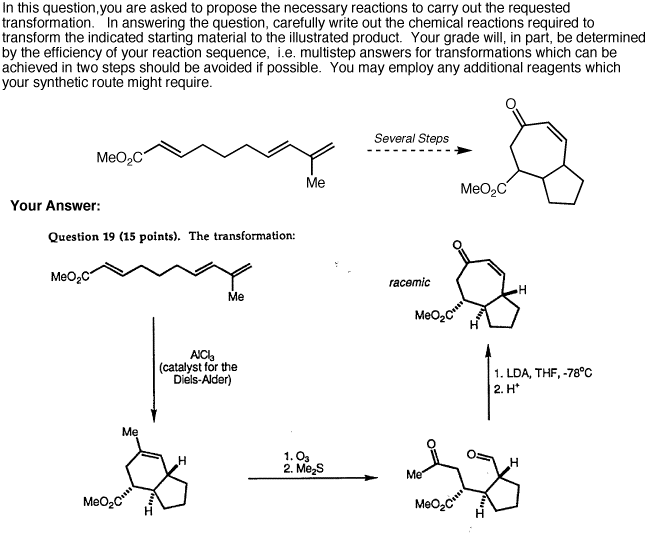 In this question,you are asked to propose the necessary reactions to carry out the requested
transformation. In answering the question, carefully write out the chemical reactions required to
transform the indicated starting material to the illustrated product. Your grade will, in part, be determined
by the efficiency of your reaction sequence, i.e. multistep answers for transformations which can be
achieved in two steps should be avoided if possible. You may employ any additional reagents which
your synthetic route might require.
O
Several Steps
MeO₂C
Me
MeO₂C
Your Answer:
Question 19 (15 points). The transformation:
O
MeO₂C
Me
racemic
H
MeO₂C
H
AlCl₃
(catalyst for the
Diels-Alder)
1. LDA, THF, -78°C
2. H⁺
Me
H
MeO₂C
H
1. O₃
2. Me₂S
O
O
H
Me
MeO₂C
H